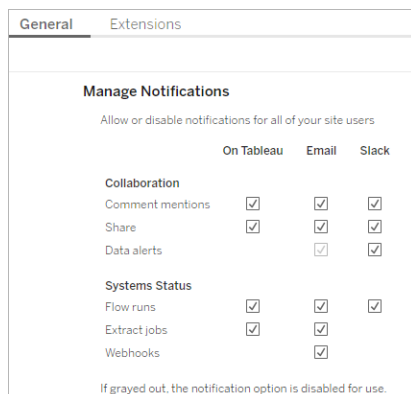 General Extensions
Manage Notifications
Allow or disable notifications for all of your site users
On Tableau Email Slack
Collaboration
Comment mentions
Share
Data alerts
Systems Status
Flow runs
Extract jobs
Webhooks
If grayed out, the notification option is disabled for use.